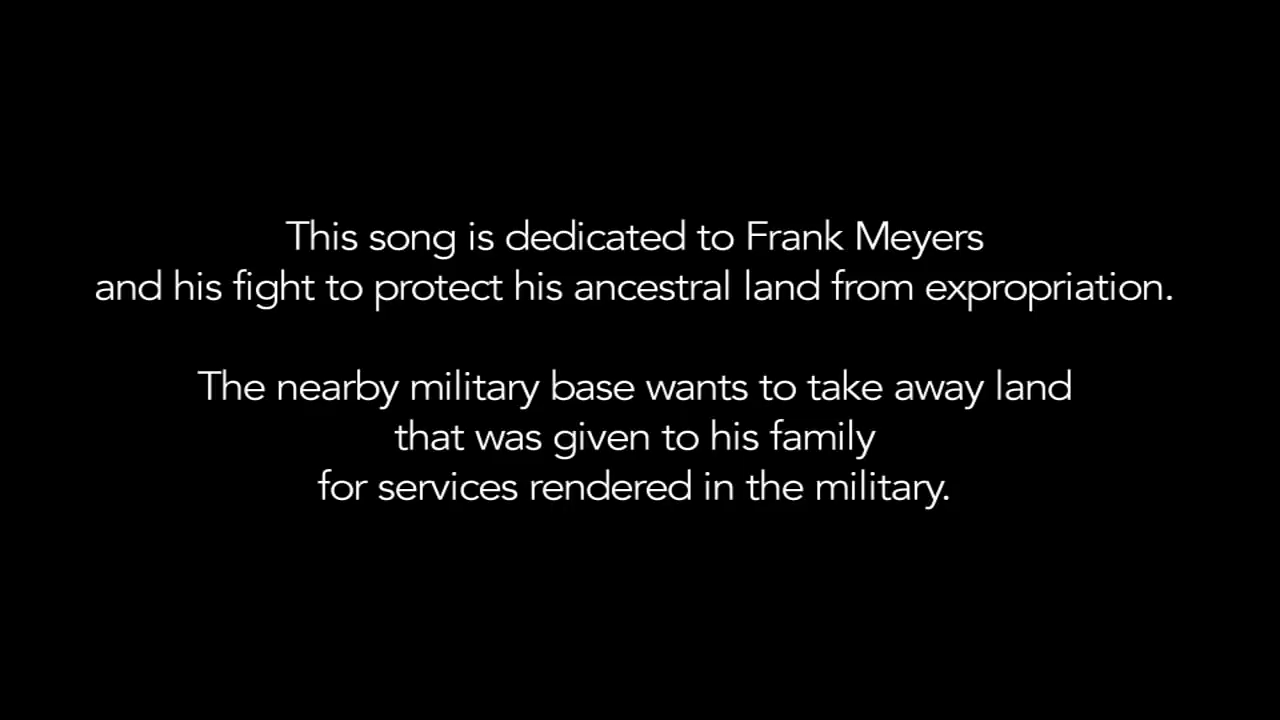 This song is dedicated to Frank Meyers
and his fight to protect his ancestral land from expropriation.
The nearby military base wants to take away land
that was given to his family
for services rendered in the military.